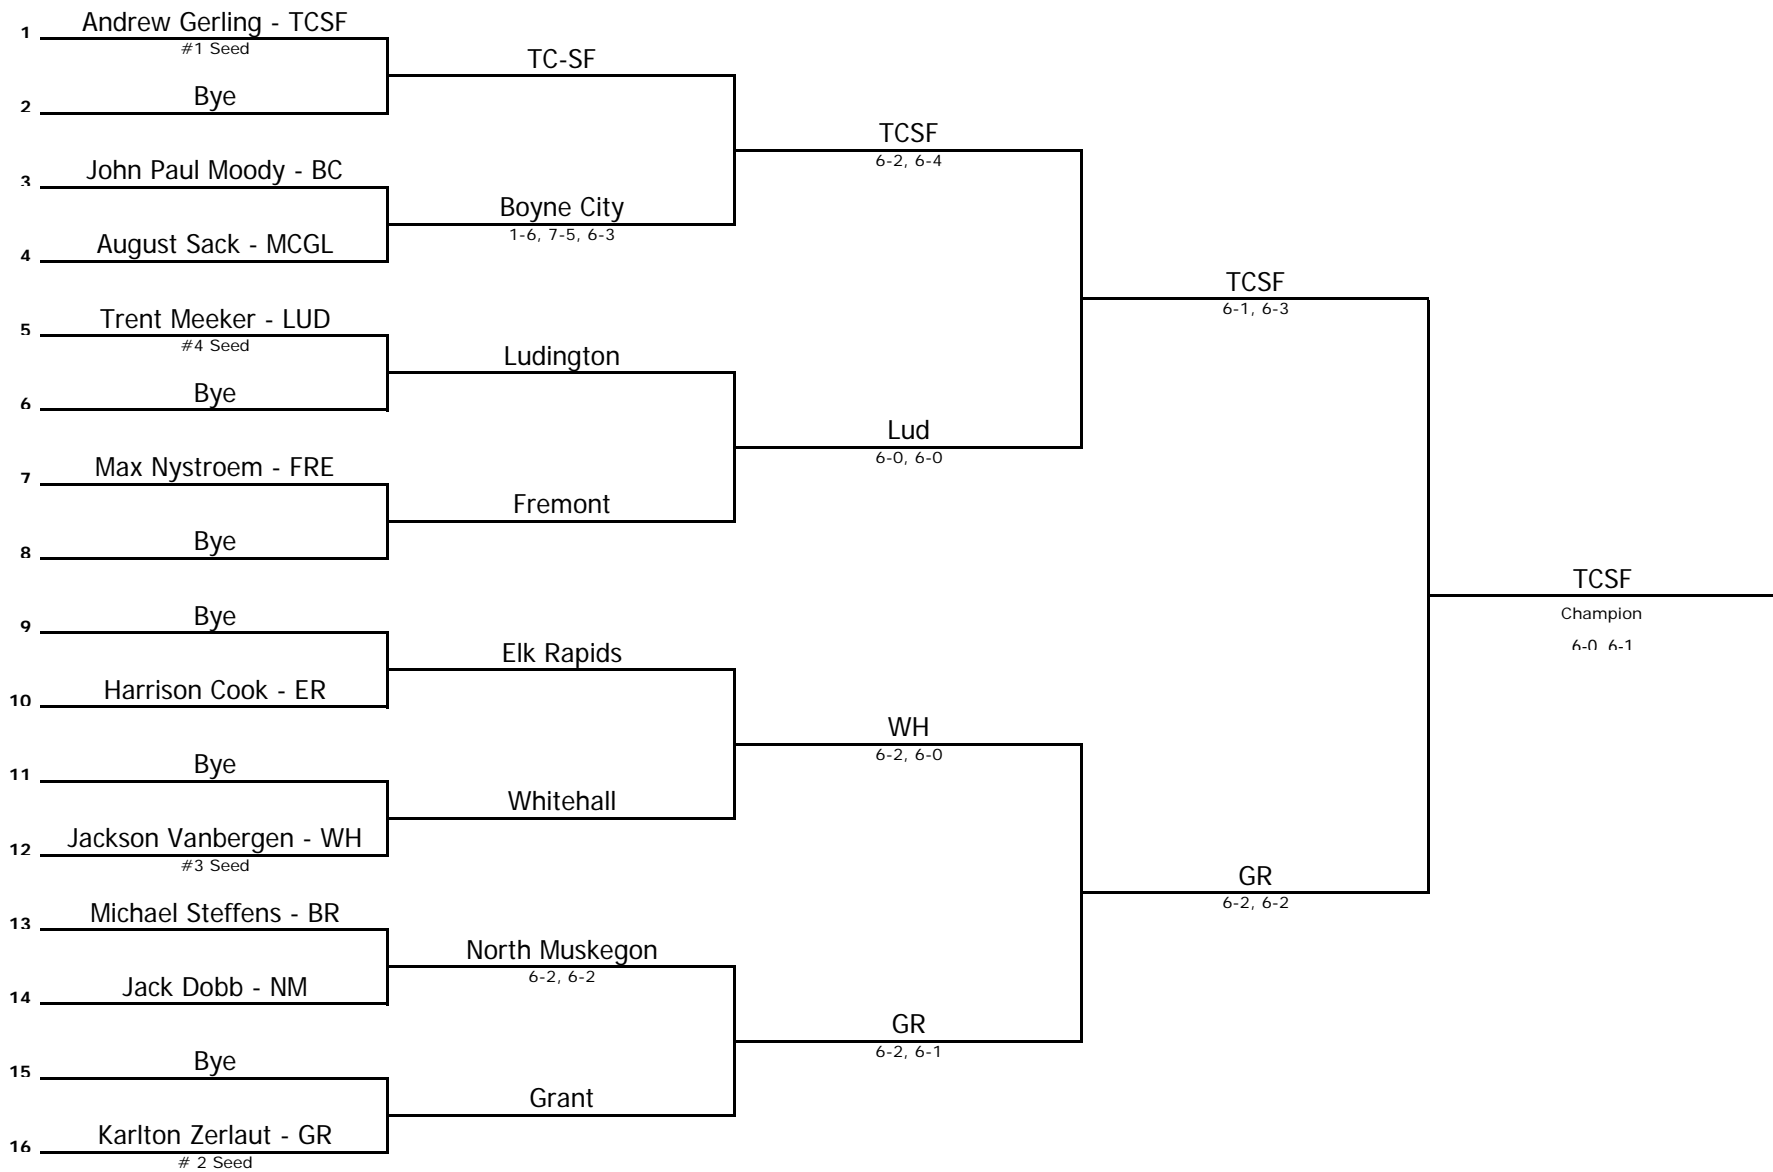 1 Andrew Gerling - TCSF
#1 Seed
TC-SF
2 Bye
TCSF
6-2, 6-4
3 John Paul Moody - BC
Boyne City
1-6, 7-5, 6-3
4 August Sack - MCGL
TCSF
6-1, 6-3
5 Trent Meeker - LUD
#4 Seed
Ludington
6 Bye
Lud
6-0, 6-0
7 Max Nystroem - FRE
Fremont
8 Bye
TCSF
Champion
6-0, 6-1
9 Bye
Elk Rapids
10 Harrison Cook - ER
WH
6-2, 6-0
11 Bye
Whitehall
12 Jackson Vanbergen - WH
#3 Seed
GR
6-2, 6-2
13 Michael Steffens - BR
North Muskegon
6-2, 6-2
14 Jack Dobb - NM
GR
6-2, 6-1
15 Bye
Grant
16 Karlton Zerlaut - GR
# 2 Seed